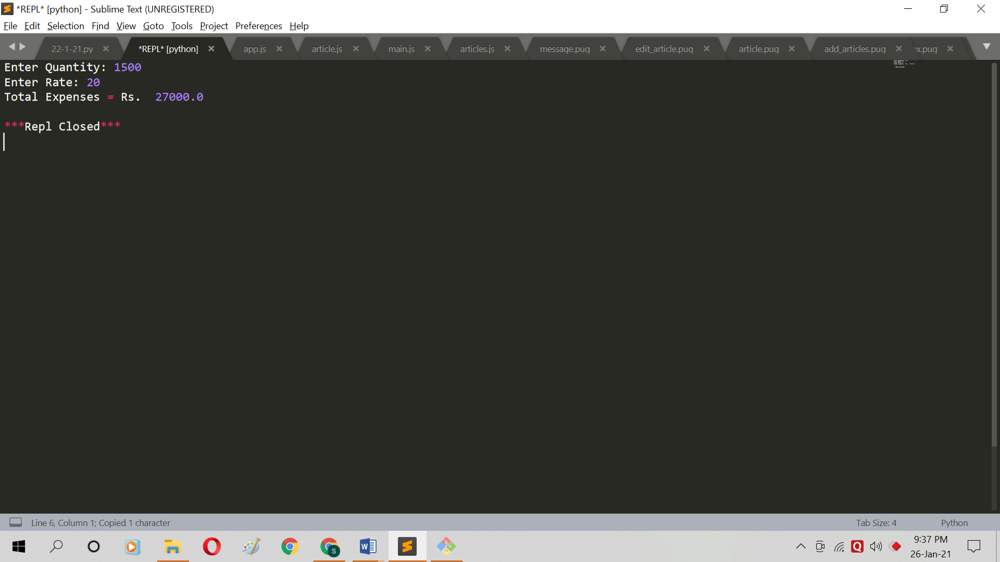 *REPL* [python] - Sublime Text (UNREGISTERED)
File Edit Selection Find View Goto Tools Project Preferences Help
22-1-21.py *REPL* [python] app.js article.js main.js articles.js message.pug edit_article.pug article.pug add_articles.pug x.pug
Enter Quantity: 1500
Enter Rate: 20
Total Expenses = Rs.  27000.0
***Repl Closed***
Line 6, Column 1; Copied 1 character Tab Size: 4 Python
9:37 PM
26-Jan-21